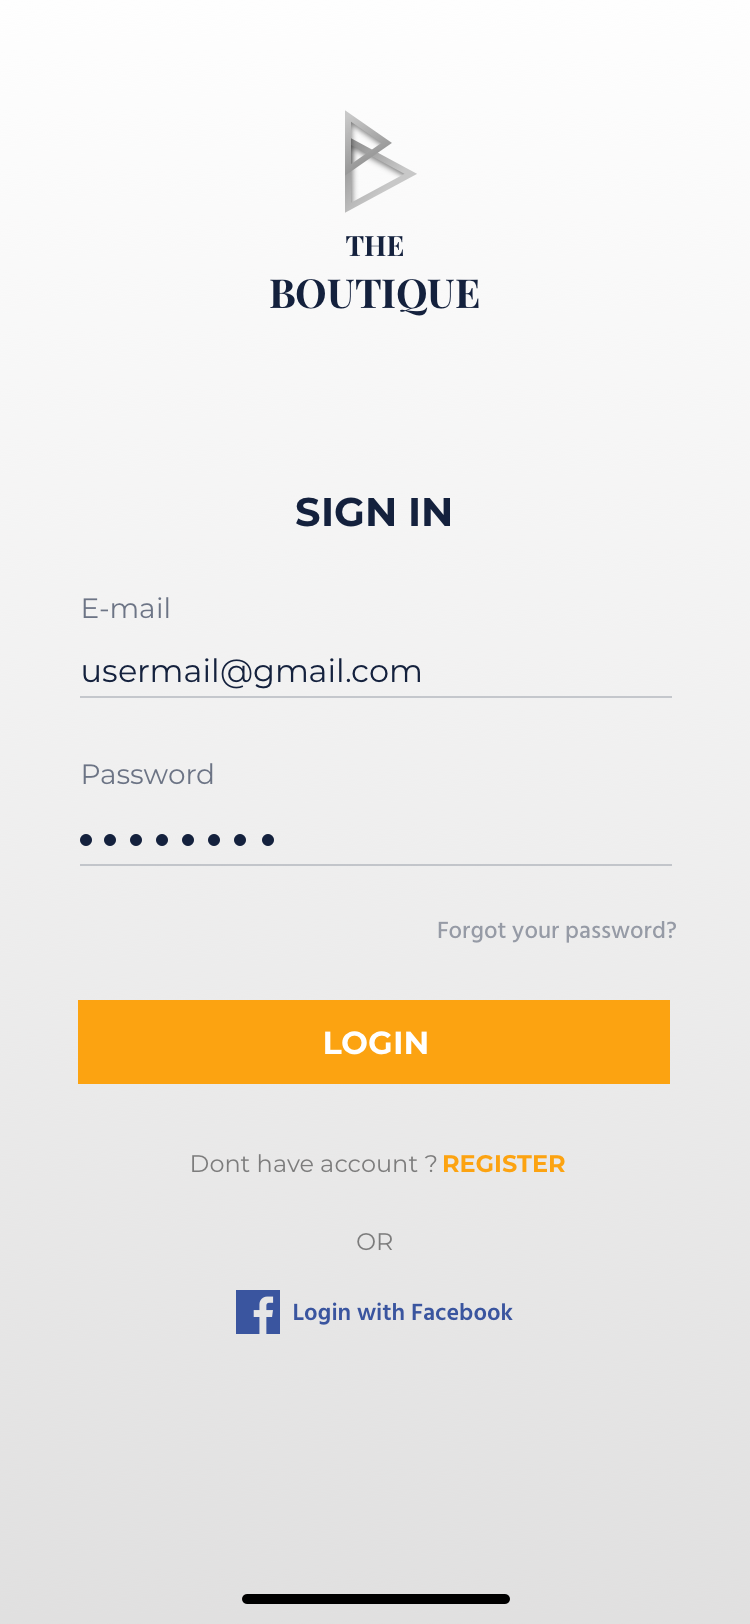 THE
BOUTIQUE
SIGN IN
E-mail
usermail@gmail.com
Password
••••••••
Forgot your password?
LOGIN
Dont have account ? REGISTER
OR
Login with Facebook